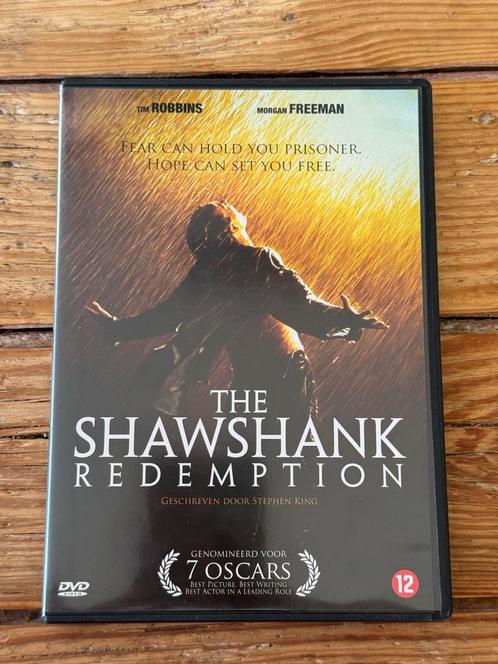 TIM ROBBINS MORGAN FREEMAN
FEAR CAN HOLD YOU PRISONER.
HOPE CAN SET YOU FREE.
THE
SHAWSHANK
REDEMPTION
GESCHREVEN DOOR STEPHEN KING
GENOMINEERD VOOR
7 OSCARS
BEST PICTURE, BEST WRITING
BEST ACTOR IN A LEADING ROLE
DVD
VIDEO
12